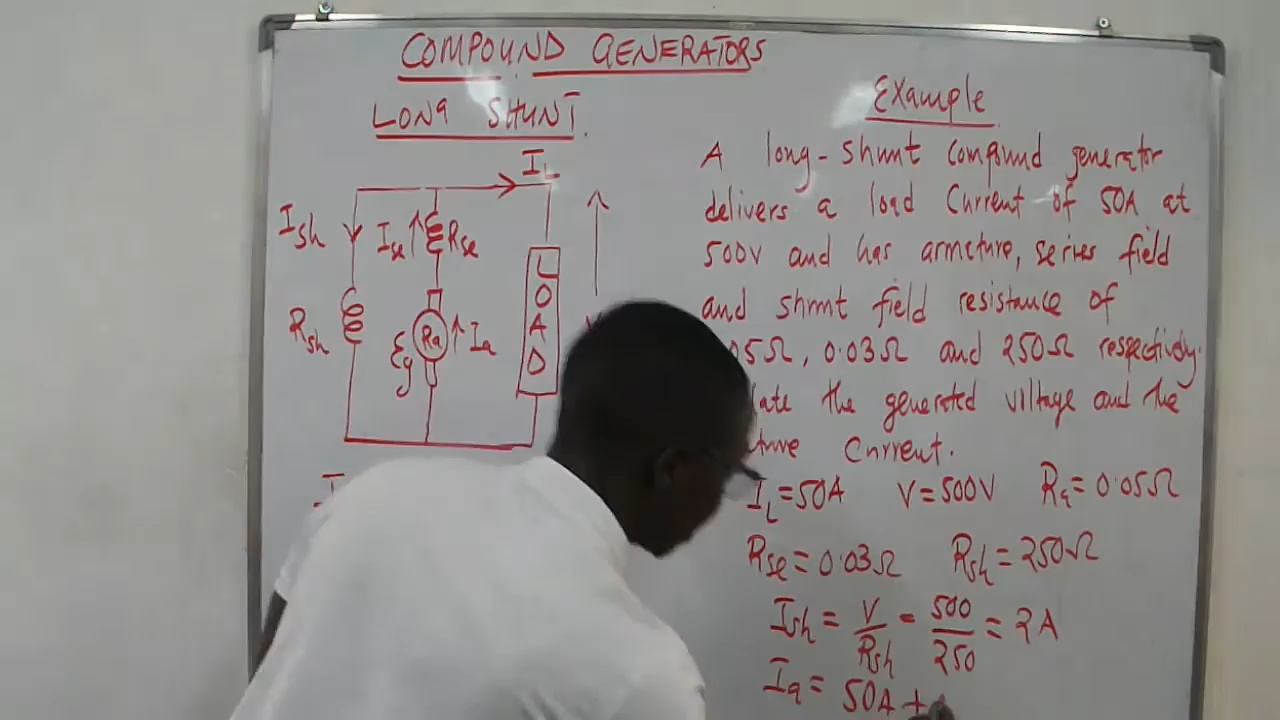 COMPOUND GENERATORS
LONG SHUNT.
I_L
I_sh
I_se
R_se
R_sh
E_g
R_a
I_a
LOAD
Example
A long-shunt compound generator
delivers a load current of 50A at
500V and has armeture, series field
and shunt field resistance of
05Ω, 0.03Ω and 250Ω respectively.
the generated villtage and the
current.
I_L = 50A V = 500V R_a = 0.05Ω
R_se = 0.03Ω R_sh = 250Ω
I_sh = V/R_sh = 500/250 = 2A
I_a = 50A +